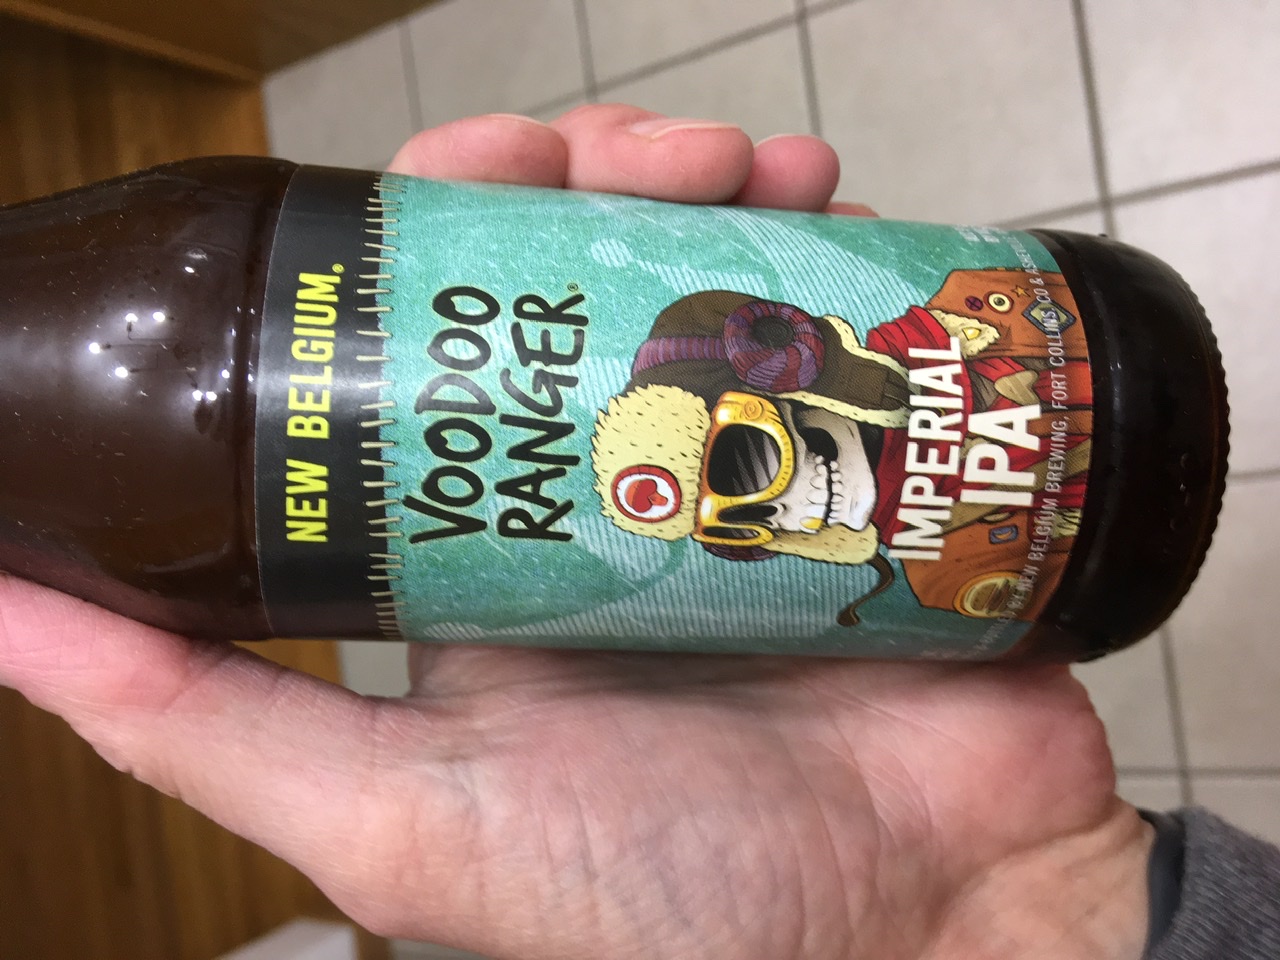 NEW BELGIUM®
VOODOO
RANGER®
IMPERIAL
IPA
NEW BELGIUM BREWING, FORT COLLINS, CO &